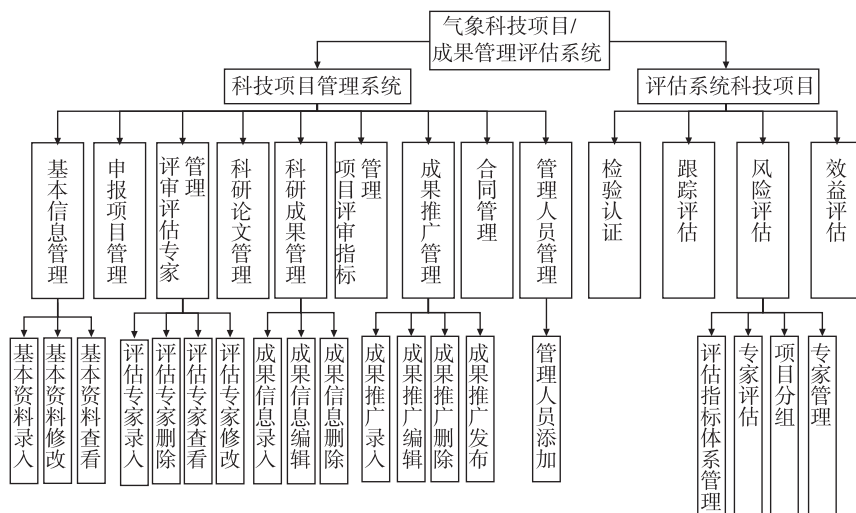 气象科技项目/
成果管理评估系统
科技项目管理系统
评估系统科技项目
基本信息管理
申报项目管理
管理
评审评估专家
科研论文管理
科研成果管理
管理
项目评审指标
成果推广管理
合同管理
管理人员管理
检验认证
跟踪评估
风险评估
效益评估
基本资料录入
基本资料修改
基本资料查看
评估专家录入
评估专家删除
评估专家查看
评估专家修改
成果信息录入
成果信息编辑
成果信息删除
成果推广录入
成果推广编辑
成果推广删除
成果推广发布
管理人员添加
评估指标体系管理
专家评估
项目分组
专家管理